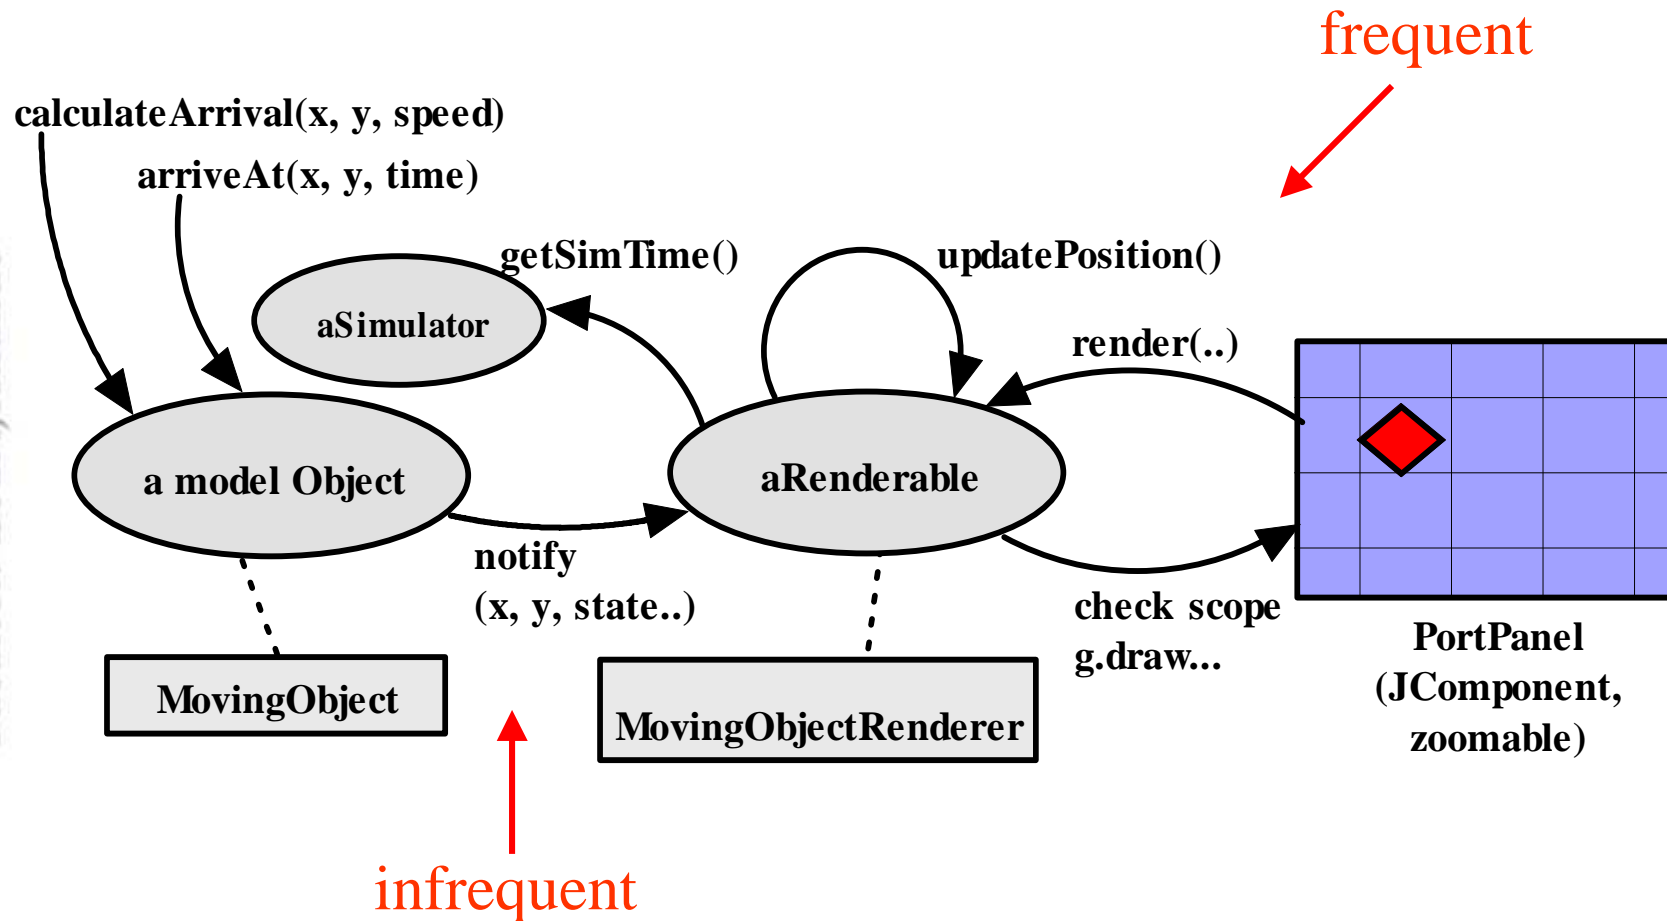 frequent
calculateArrival(x, y, speed)
arriveAt(x, y, time)
getSimTime()
updatePosition()
aSimulator
render(..)
a model Object
aRenderable
notify
(x, y, state..)
check scope
g.draw...
PortPanel
(JComponent,
zoomable)
MovingObject
MovingObjectRenderer
infrequent